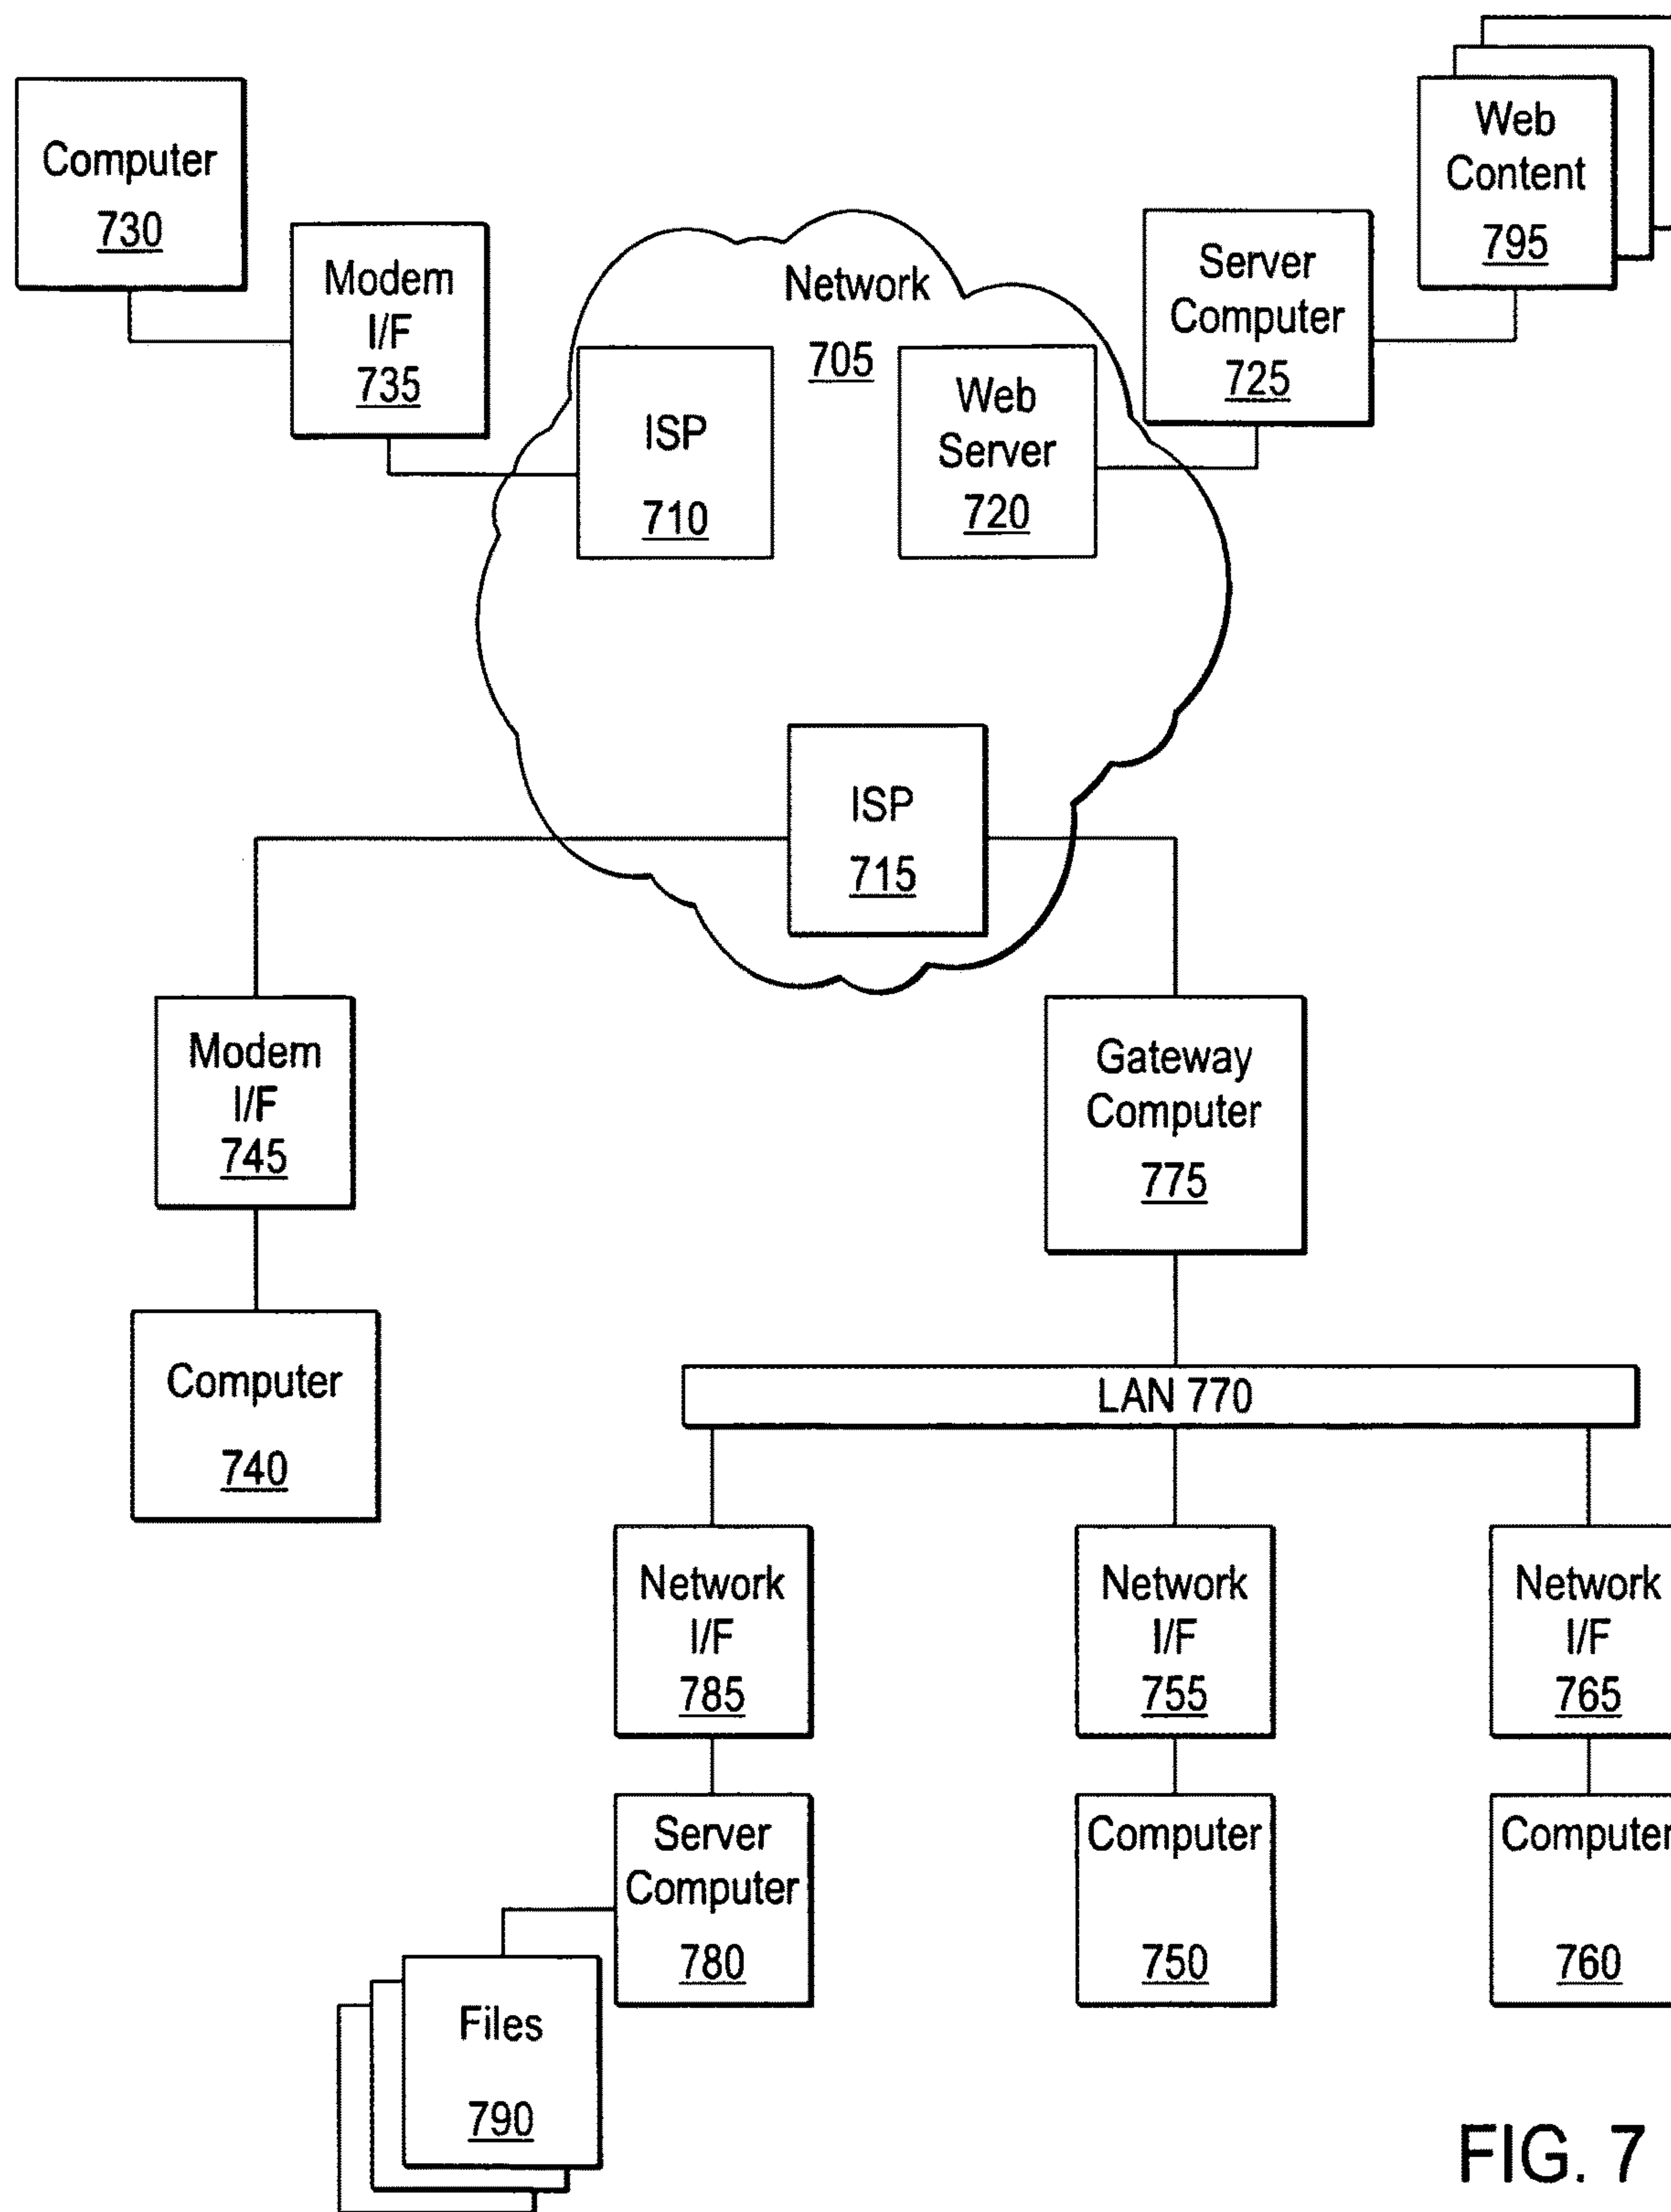 Computer
730
Modem
I/F
735
Network
705
ISP
710
Web
Server
720
Server
Computer
725
Web
Content
795
ISP
715
Modem
I/F
745
Computer
740
Gateway
Computer
775
LAN 770
Network
I/F
785
Network
I/F
755
Network
I/F
765
Server
Computer
780
Computer
750
Computer
760
Files
790
FIG. 7